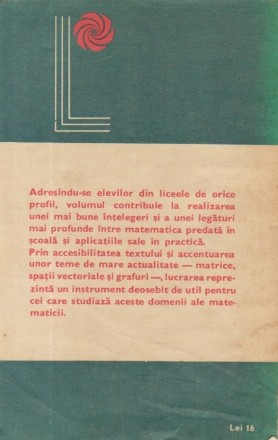 Adresîndu-se elevilor din liceele de orice
profil, volumul contribuie la realizarea
unei mai bune înțelegeri și a unei legături
mai profunde între matematica predată în
școală și aplicațiile sale în practică.
Prin accesibilitatea textului și accentuarea
unor teme de mare actualitate — matrice,
spații vectoriale și grafuri —, lucrarea repre-
zintă un instrument deosebit de util pentru
cei care studiază aceste domenii ale mate-
maticii.
Lei 16